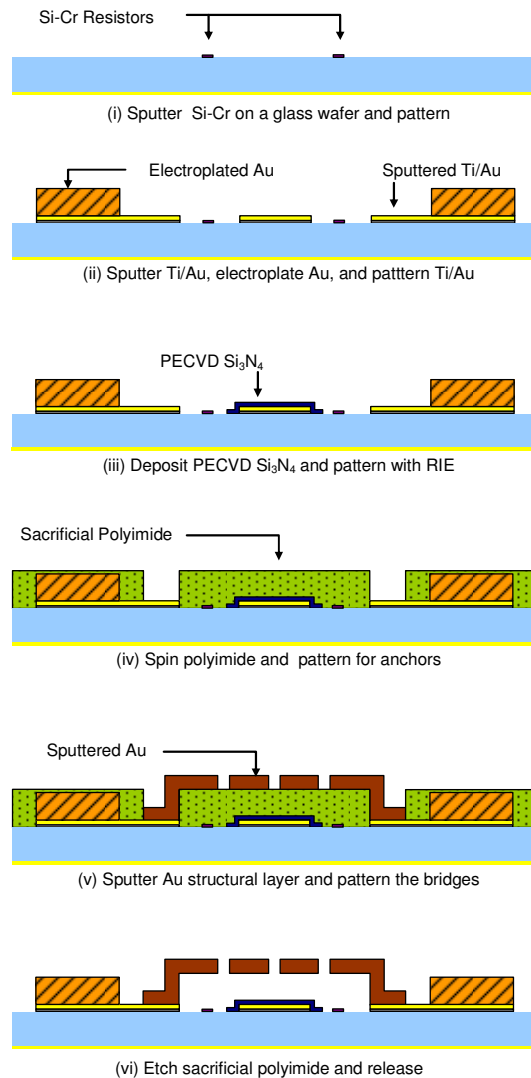 Si-Cr Resistors
(i) Sputter Si-Cr on a glass wafer and pattern
Electroplated Au
Sputtered Ti/Au
(ii) Sputter Ti/Au, electroplate Au, and patttern Ti/Au
PECVD Si₃N₄
(iii) Deposit PECVD Si₃N₄ and pattern with RIE
Sacrificial Polyimide
(iv) Spin polyimide and pattern for anchors
Sputtered Au
(v) Sputter Au structural layer and pattern the bridges
(vi) Etch sacrificial polyimide and release